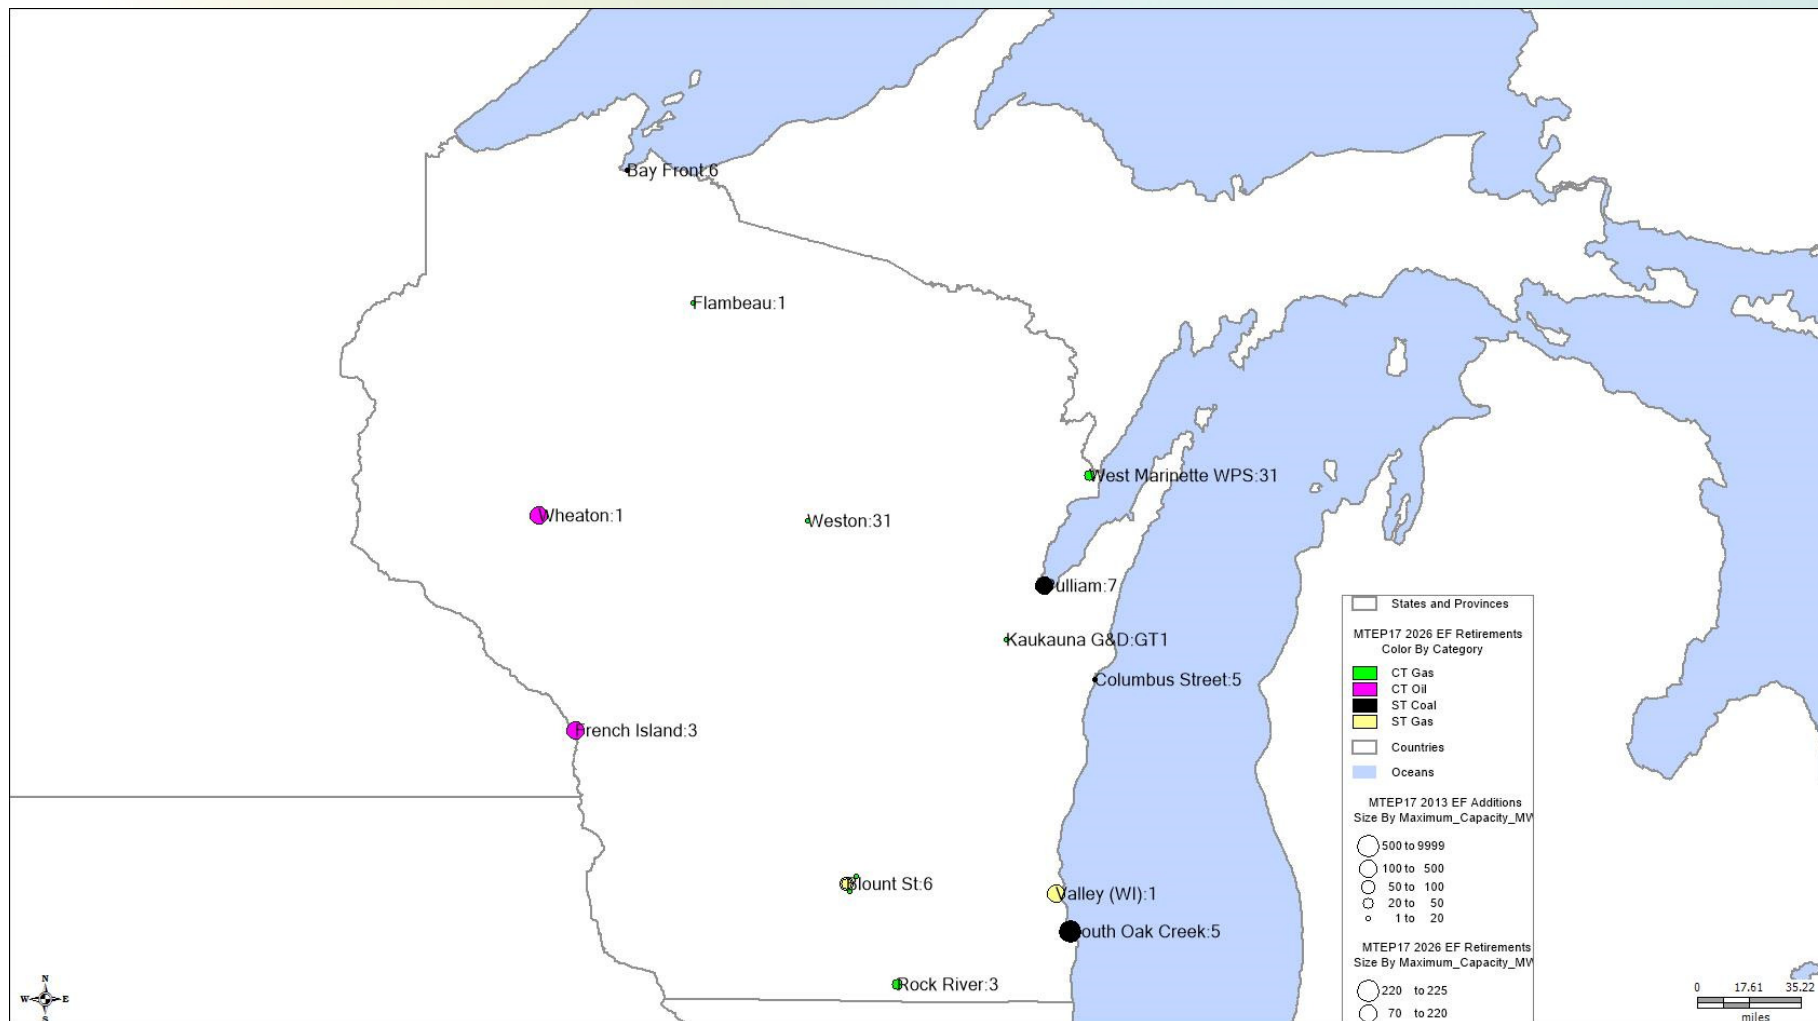 Bay Front:6
Flambeau:1
West Marinette WPS:31
Wheaton:1
Weston:31
Pulliam:7
Kaukauna G&D:GT1
Columbus Street:5
French Island:3
Blount St:6
Valley (WI):1
South Oak Creek:5
Rock River:3
States and Provinces
MTEP17 2026 EF Retirements
Color By Category
CT Gas
CT Oil
ST Coal
ST Gas
Countries
Oceans
MTEP17 2013 EF Additions
Size By Maximum_Capacity_MW
500 to 9999
100 to 500
50 to 100
20 to 50
1 to 20
MTEP17 2026 EF Retirements
Size By Maximum_Capacity_MW
220 to 225
70 to 220
N
W E
S
0 17.61 35.22
miles